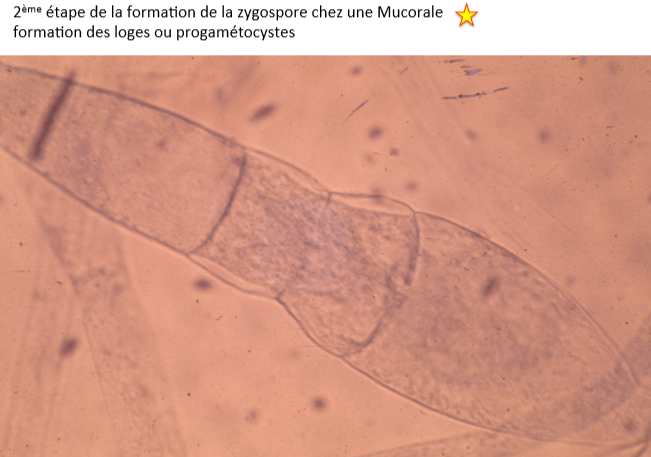 2ème étape de la formation de la zygospore chez une Mucorale
formation des loges ou progamétocystes